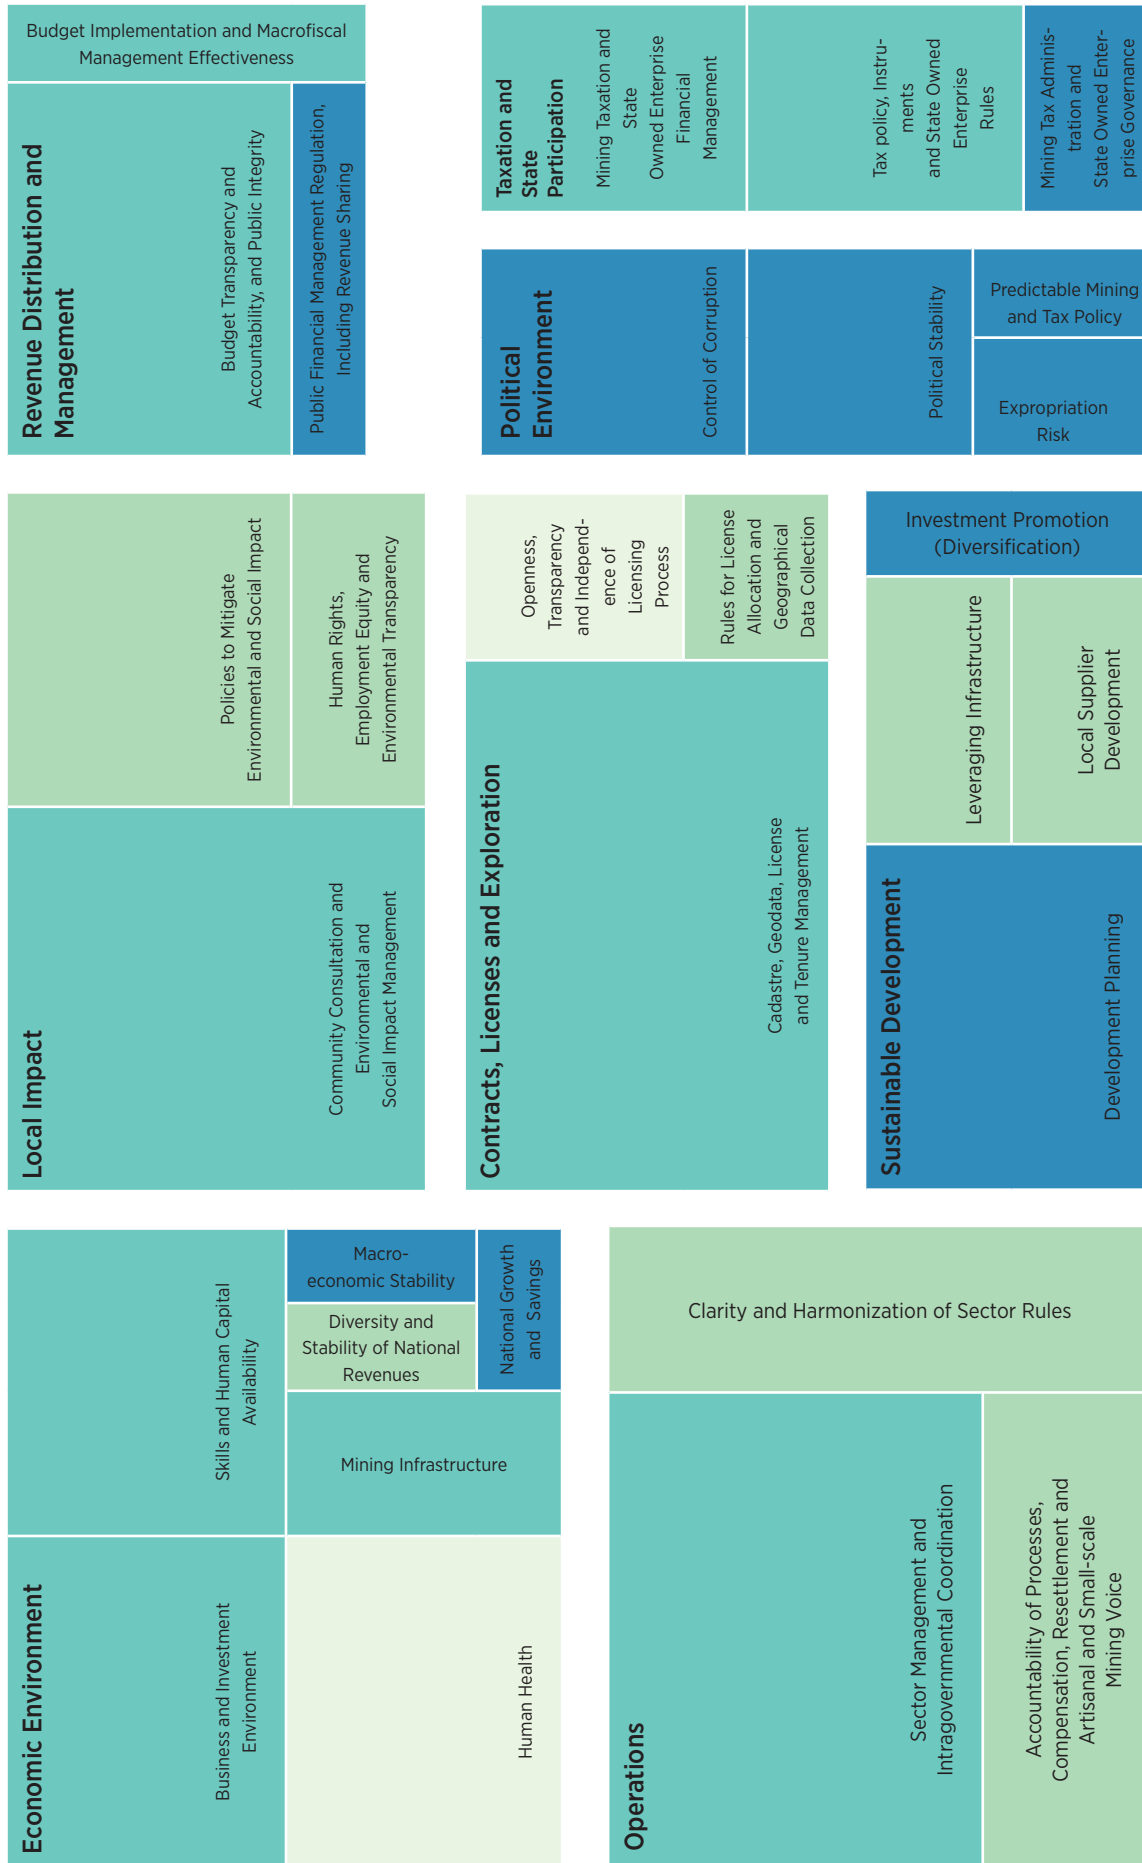 Economic Environment
Business and Investment
Environment
Skills and Human Capital
Availability
Human Health
Mining Infrastructure
Diversity and
Stability of National
Revenues
Macro-
economic Stability
National Growth
and Savings
Local Impact
Community Consultation and
Environmental and
Social Impact Management
Policies to Mitigate
Environmental and Social Impact
Human Rights,
Employment Equity and
Environmental Transparency
Revenue Distribution and
Management
Budget Transparency and
Accountability, and Public Integrity
Public Financial Management Regulation,
Including Revenue Sharing
Budget Implementation and Macrofiscal
Management Effectiveness
Operations
Sector Management and
Intragovernmental Coordination
Accountability of Processes,
Compensation, Resettlement and
Artisanal and Small-scale
Mining Voice
Clarity and Harmonization of Sector Rules
Contracts, Licenses and Exploration
Cadastre, Geodata, License
and Tenure Management
Openness,
Transparency
and Independ-
ence of
Licensing
Process
Rules for License
Allocation and
Geographical
Data Collection
Sustainable Development
Development Planning
Leveraging Infrastructure
Local Supplier
Development
Investment Promotion
(Diversification)
Political
Environment
Control of Corruption
Political Stability
Expropriation
Risk
Predictable Mining
and Tax Policy
Taxation and
State
Participation
Mining Taxation and
State
Owned Enterprise
Financial
Management
Tax policy, Instru-
ments
and State Owned
Enterprise
Rules
Mining Tax Adminis-
tration and
State Owned Enter-
prise Governance